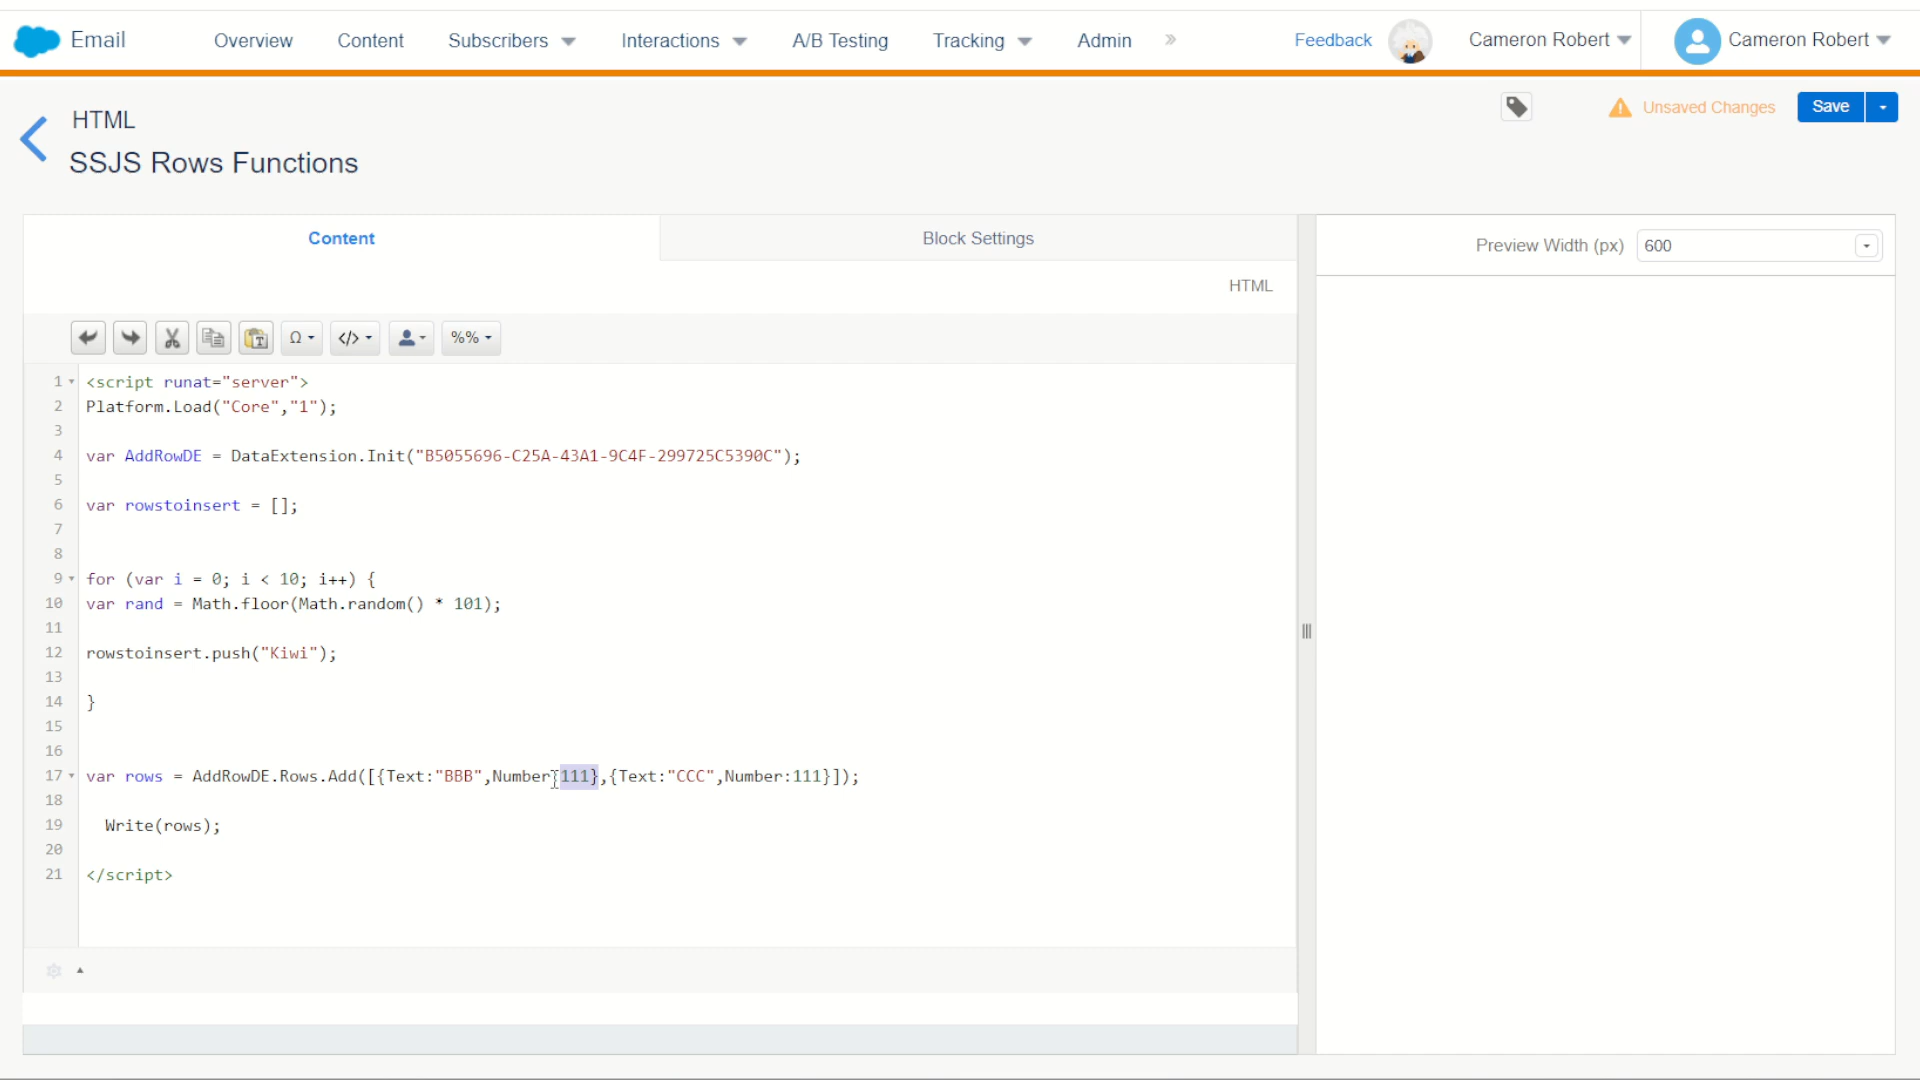 Email
Overview
Content
Subscribers
Interactions
A/B Testing
Tracking
Admin
»
Feedback
Cameron Robert
Cameron Robert
HTML
SSJS Rows Functions
Unsaved Changes
Save
Content
Block Settings
Preview Width (px)
600
HTML
Ω
</>
%%
1 <script runat="server">
2 Platform.Load("Core","1");
3
4 var AddRowDE = DataExtension.Init("B5055696-C25A-43A1-9C4F-299725C5390C");
5
6 var rowstoinsert = [];
7
8
9 for (var i = 0; i < 10; i++) {
10 var rand = Math.floor(Math.random() * 101);
11
12 rowstoinsert.push("Kiwi");
13
14 }
15
16
17 var rows = AddRowDE.Rows.Add([{Text:"BBB",Number:111},{Text:"CCC",Number:111}]);
18
19 Write(rows);
20
21 </script>